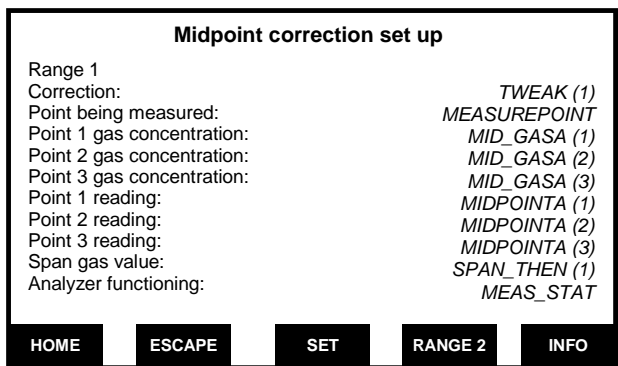 Midpoint correction set up
Range 1
Correction: TWEAK (1)
Point being measured: MEASUREPOINT
Point 1 gas concentration: MID_GASA (1)
Point 2 gas concentration: MID_GASA (2)
Point 3 gas concentration: MID_GASA (3)
Point 1 reading: MIDPOINTA (1)
Point 2 reading: MIDPOINTA (2)
Point 3 reading: MIDPOINTA (3)
Span gas value: SPAN_THEN (1)
Analyzer functioning: MEAS_STAT
HOME ESCAPE SET RANGE 2 INFO